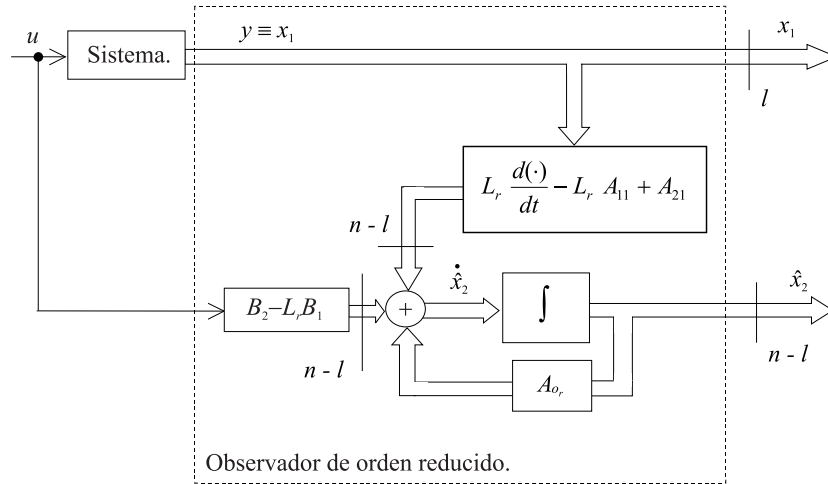 u
Sistema.
y ≡ x₁
x₁
l
L_r d(·)/dt − L_r A₁₁ + A₂₁
n - l
B₂−L_rB₁
n - l
+
ẋ̂₂
∫
x̂₂
n - l
A_{o_r}
Observador de orden reducido.